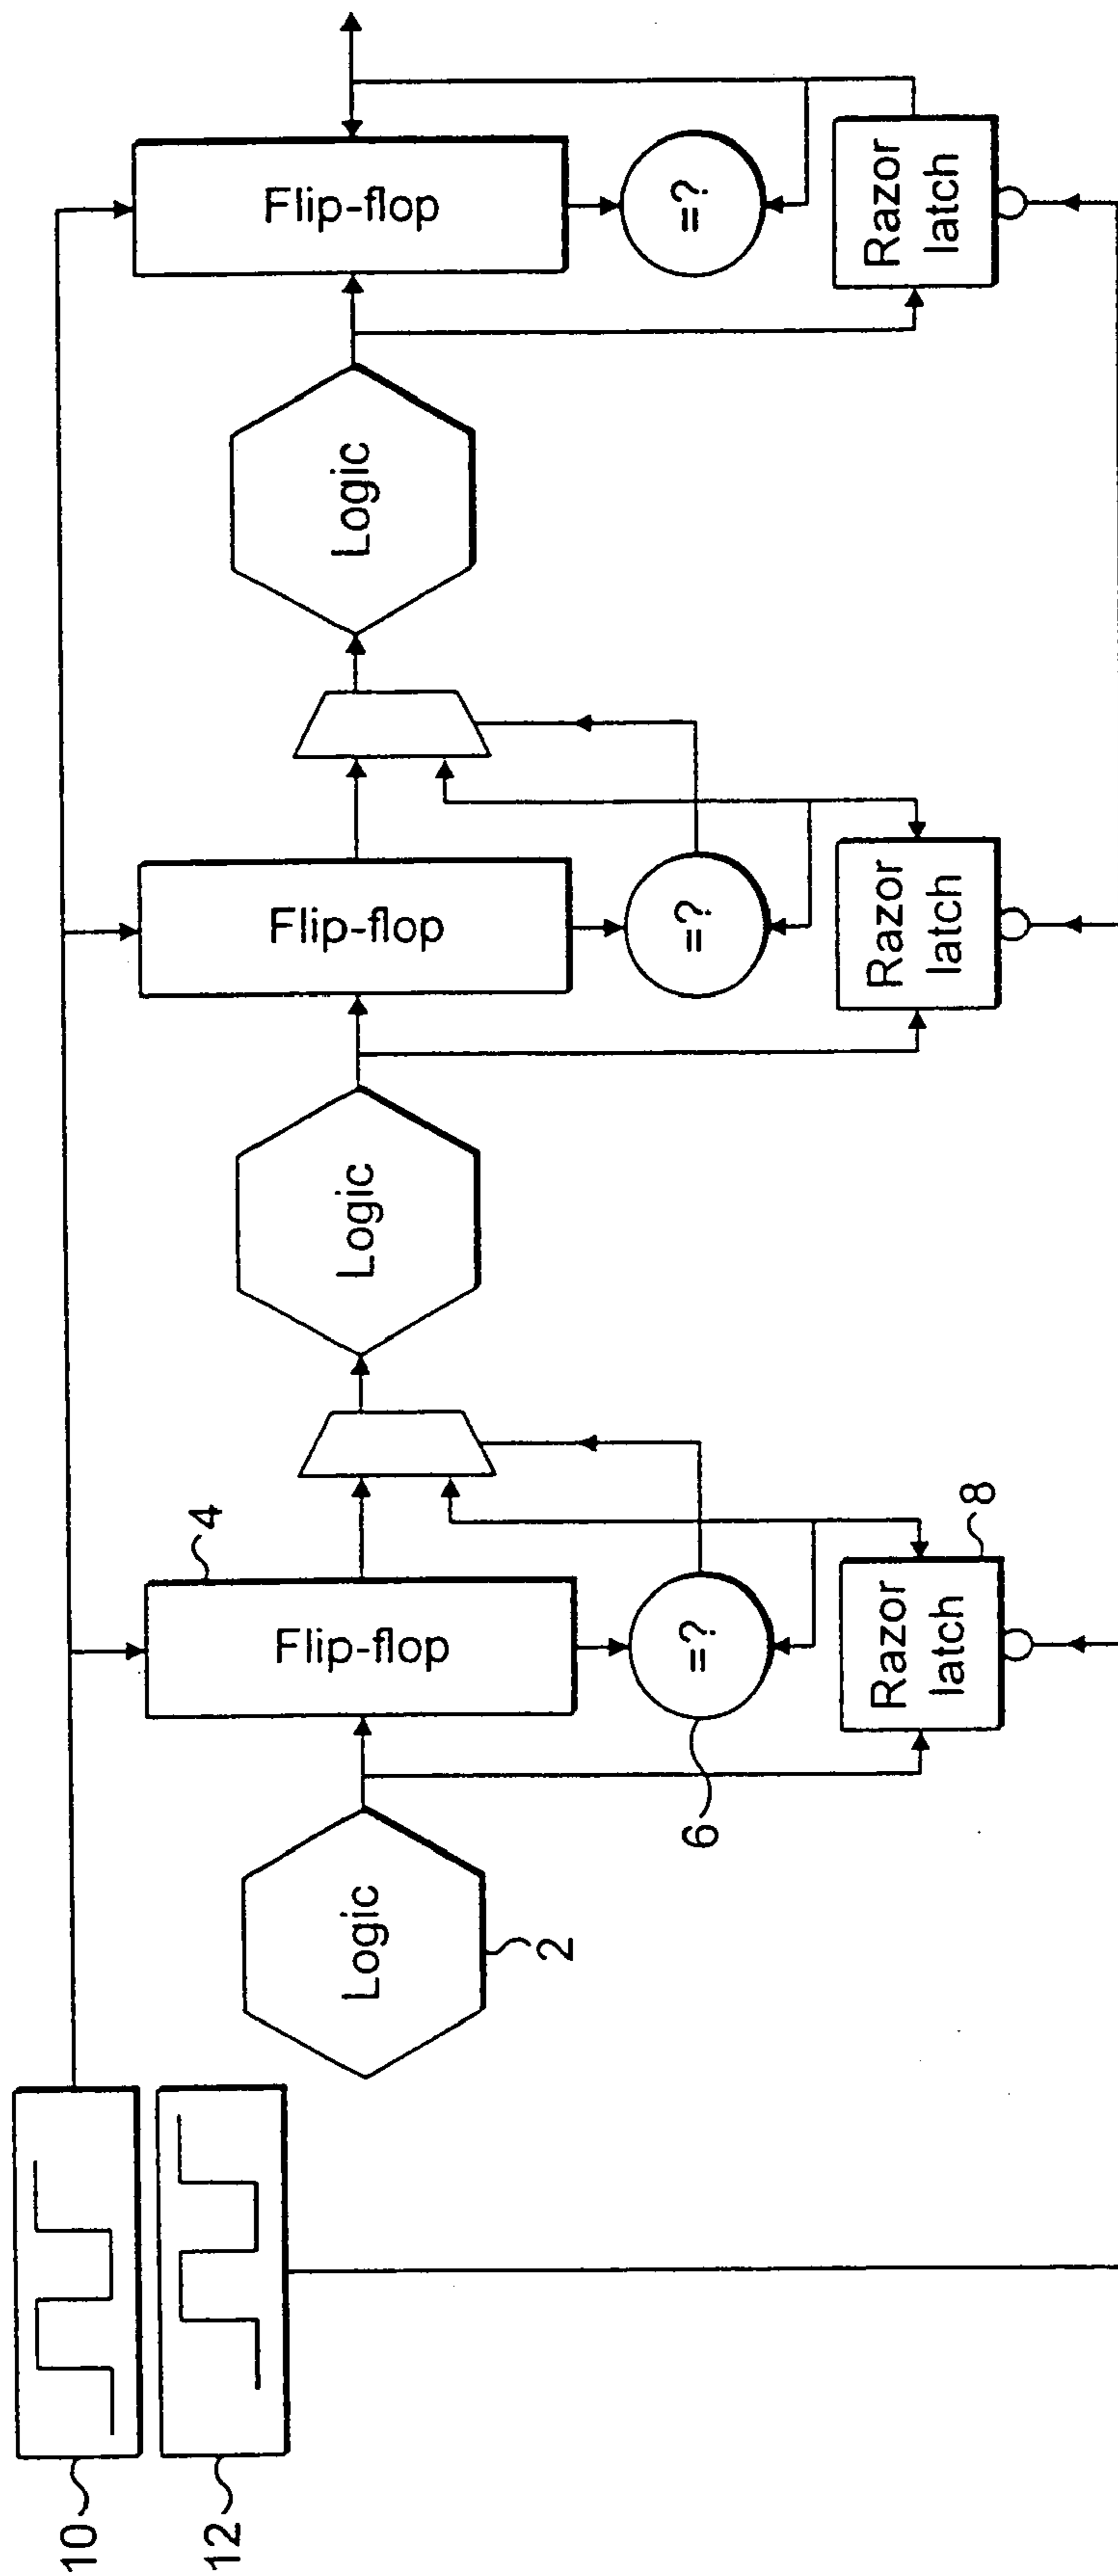 10
12
Logic
2
Flip-flop
4
=?
6
Razor
latch
8
Logic
Flip-flop
=?
Razor
latch
Logic
Flip-flop
=?
Razor
latch